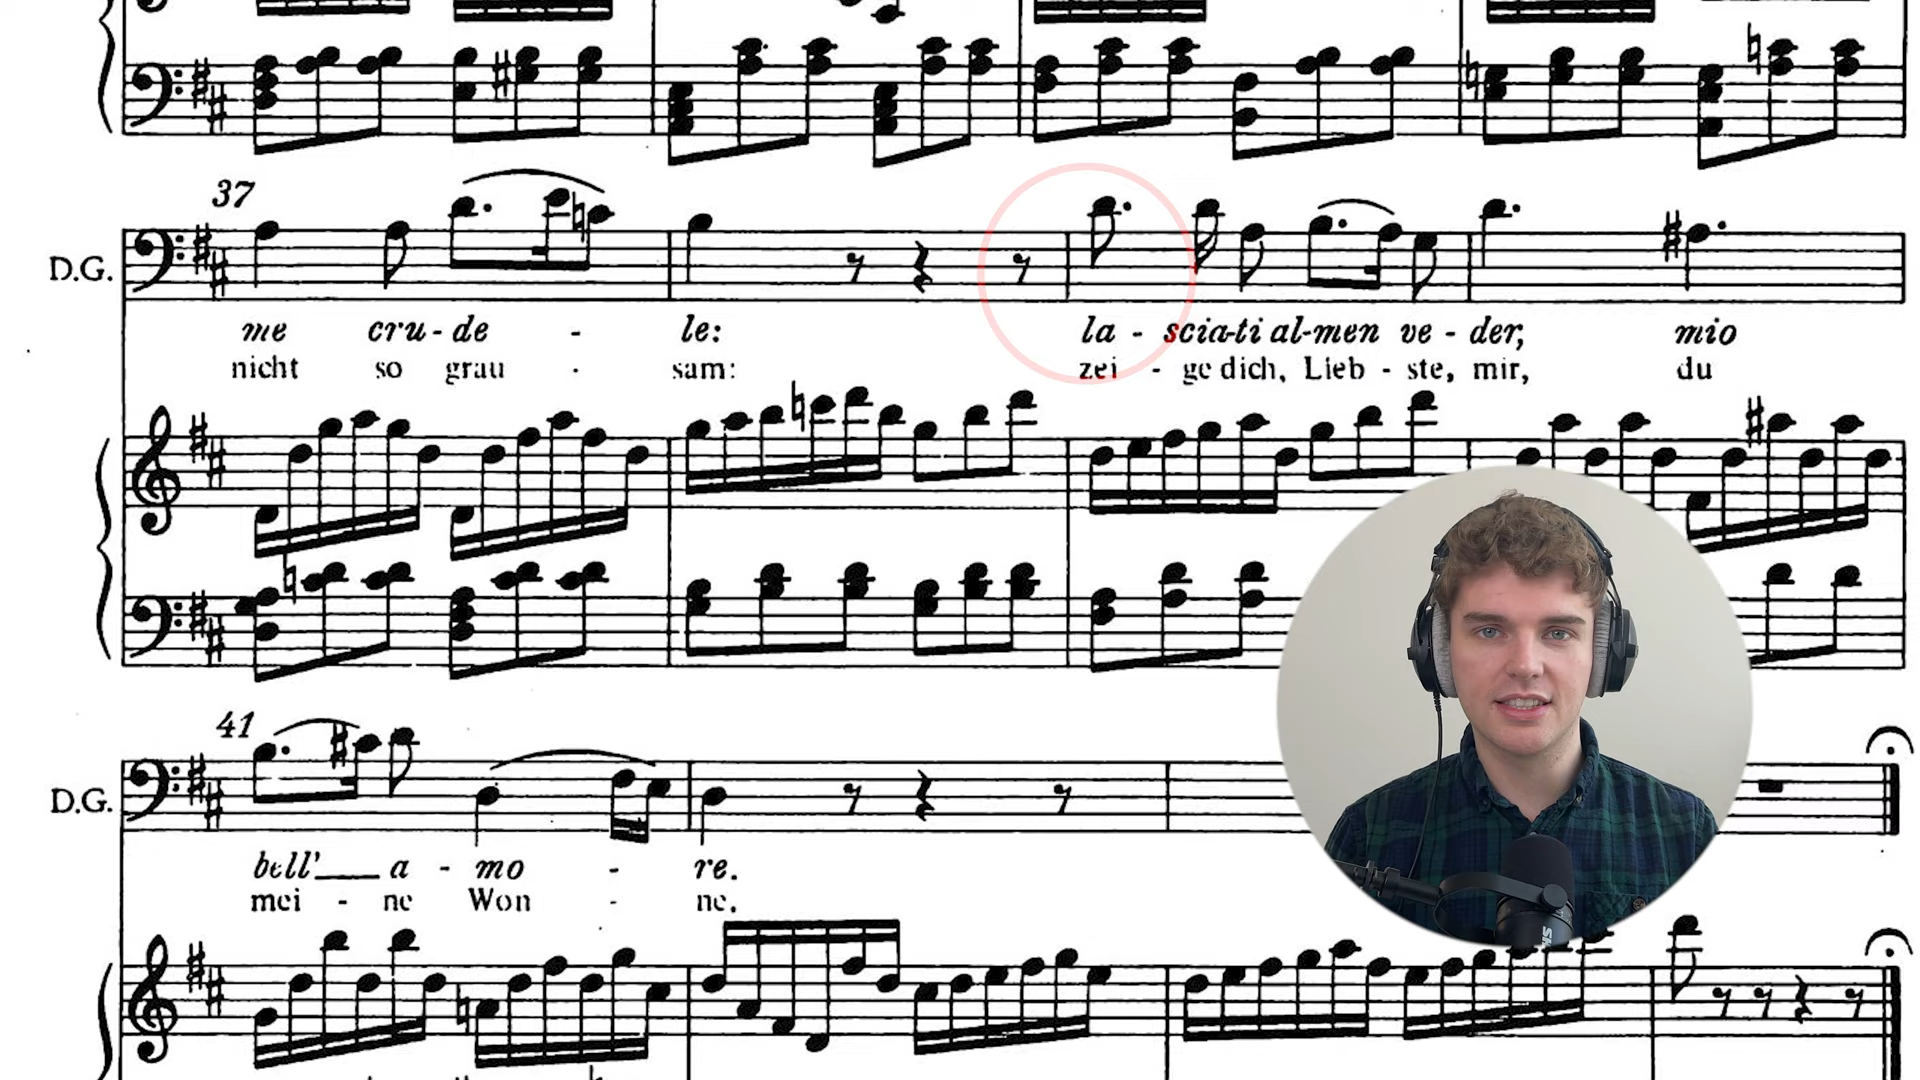 37
D.G.
me cru - de - le: la - scia-ti al-men ve - der, mio
nicht so grau - sam: zei - ge dich, Lieb - ste, mir, du
41
D.G.
bell' a - mo - re.
mei - ne Won - ne.